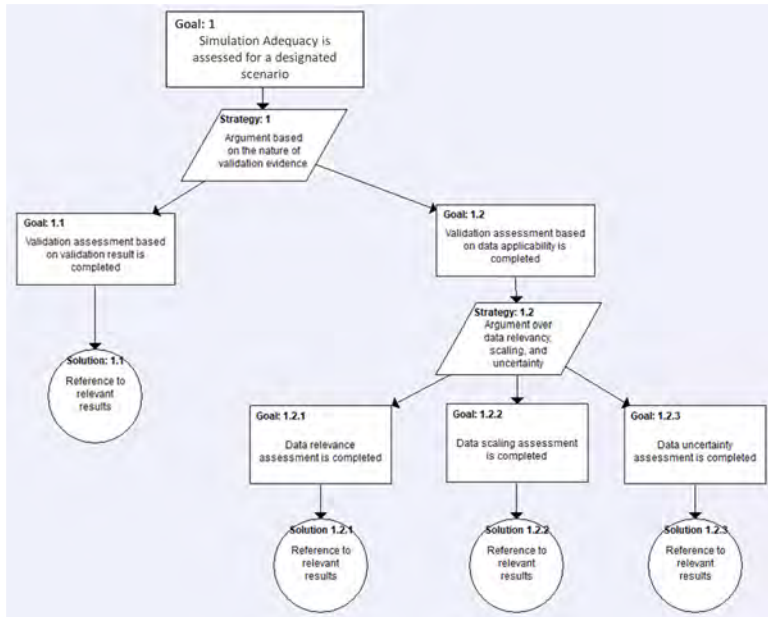 Goal: 1
Simulation Adequacy is
assessed for a designated
scenario
Strategy: 1
Argument based
on the nature of
validation evidence
Goal: 1.1
Validation assessment based
on validation result is
completed
Goal: 1.2
Validation assessment based
on data applicability is
completed
Solution: 1.1
Reference to
relevant
results
Strategy: 1.2
Argument over
data relevancy,
scaling, and
uncertainty
Goal: 1.2.1
Data relevance
assessment is completed
Goal: 1.2.2
Data scaling assessment
is completed
Goal: 1.2.3
Data uncertainty
assessment is completed
Solution 1.2.1
Reference to
relevant
results
Solution 1.2.2
Reference to
relevant
results
Solution 1.2.3
Reference to
relevant
results